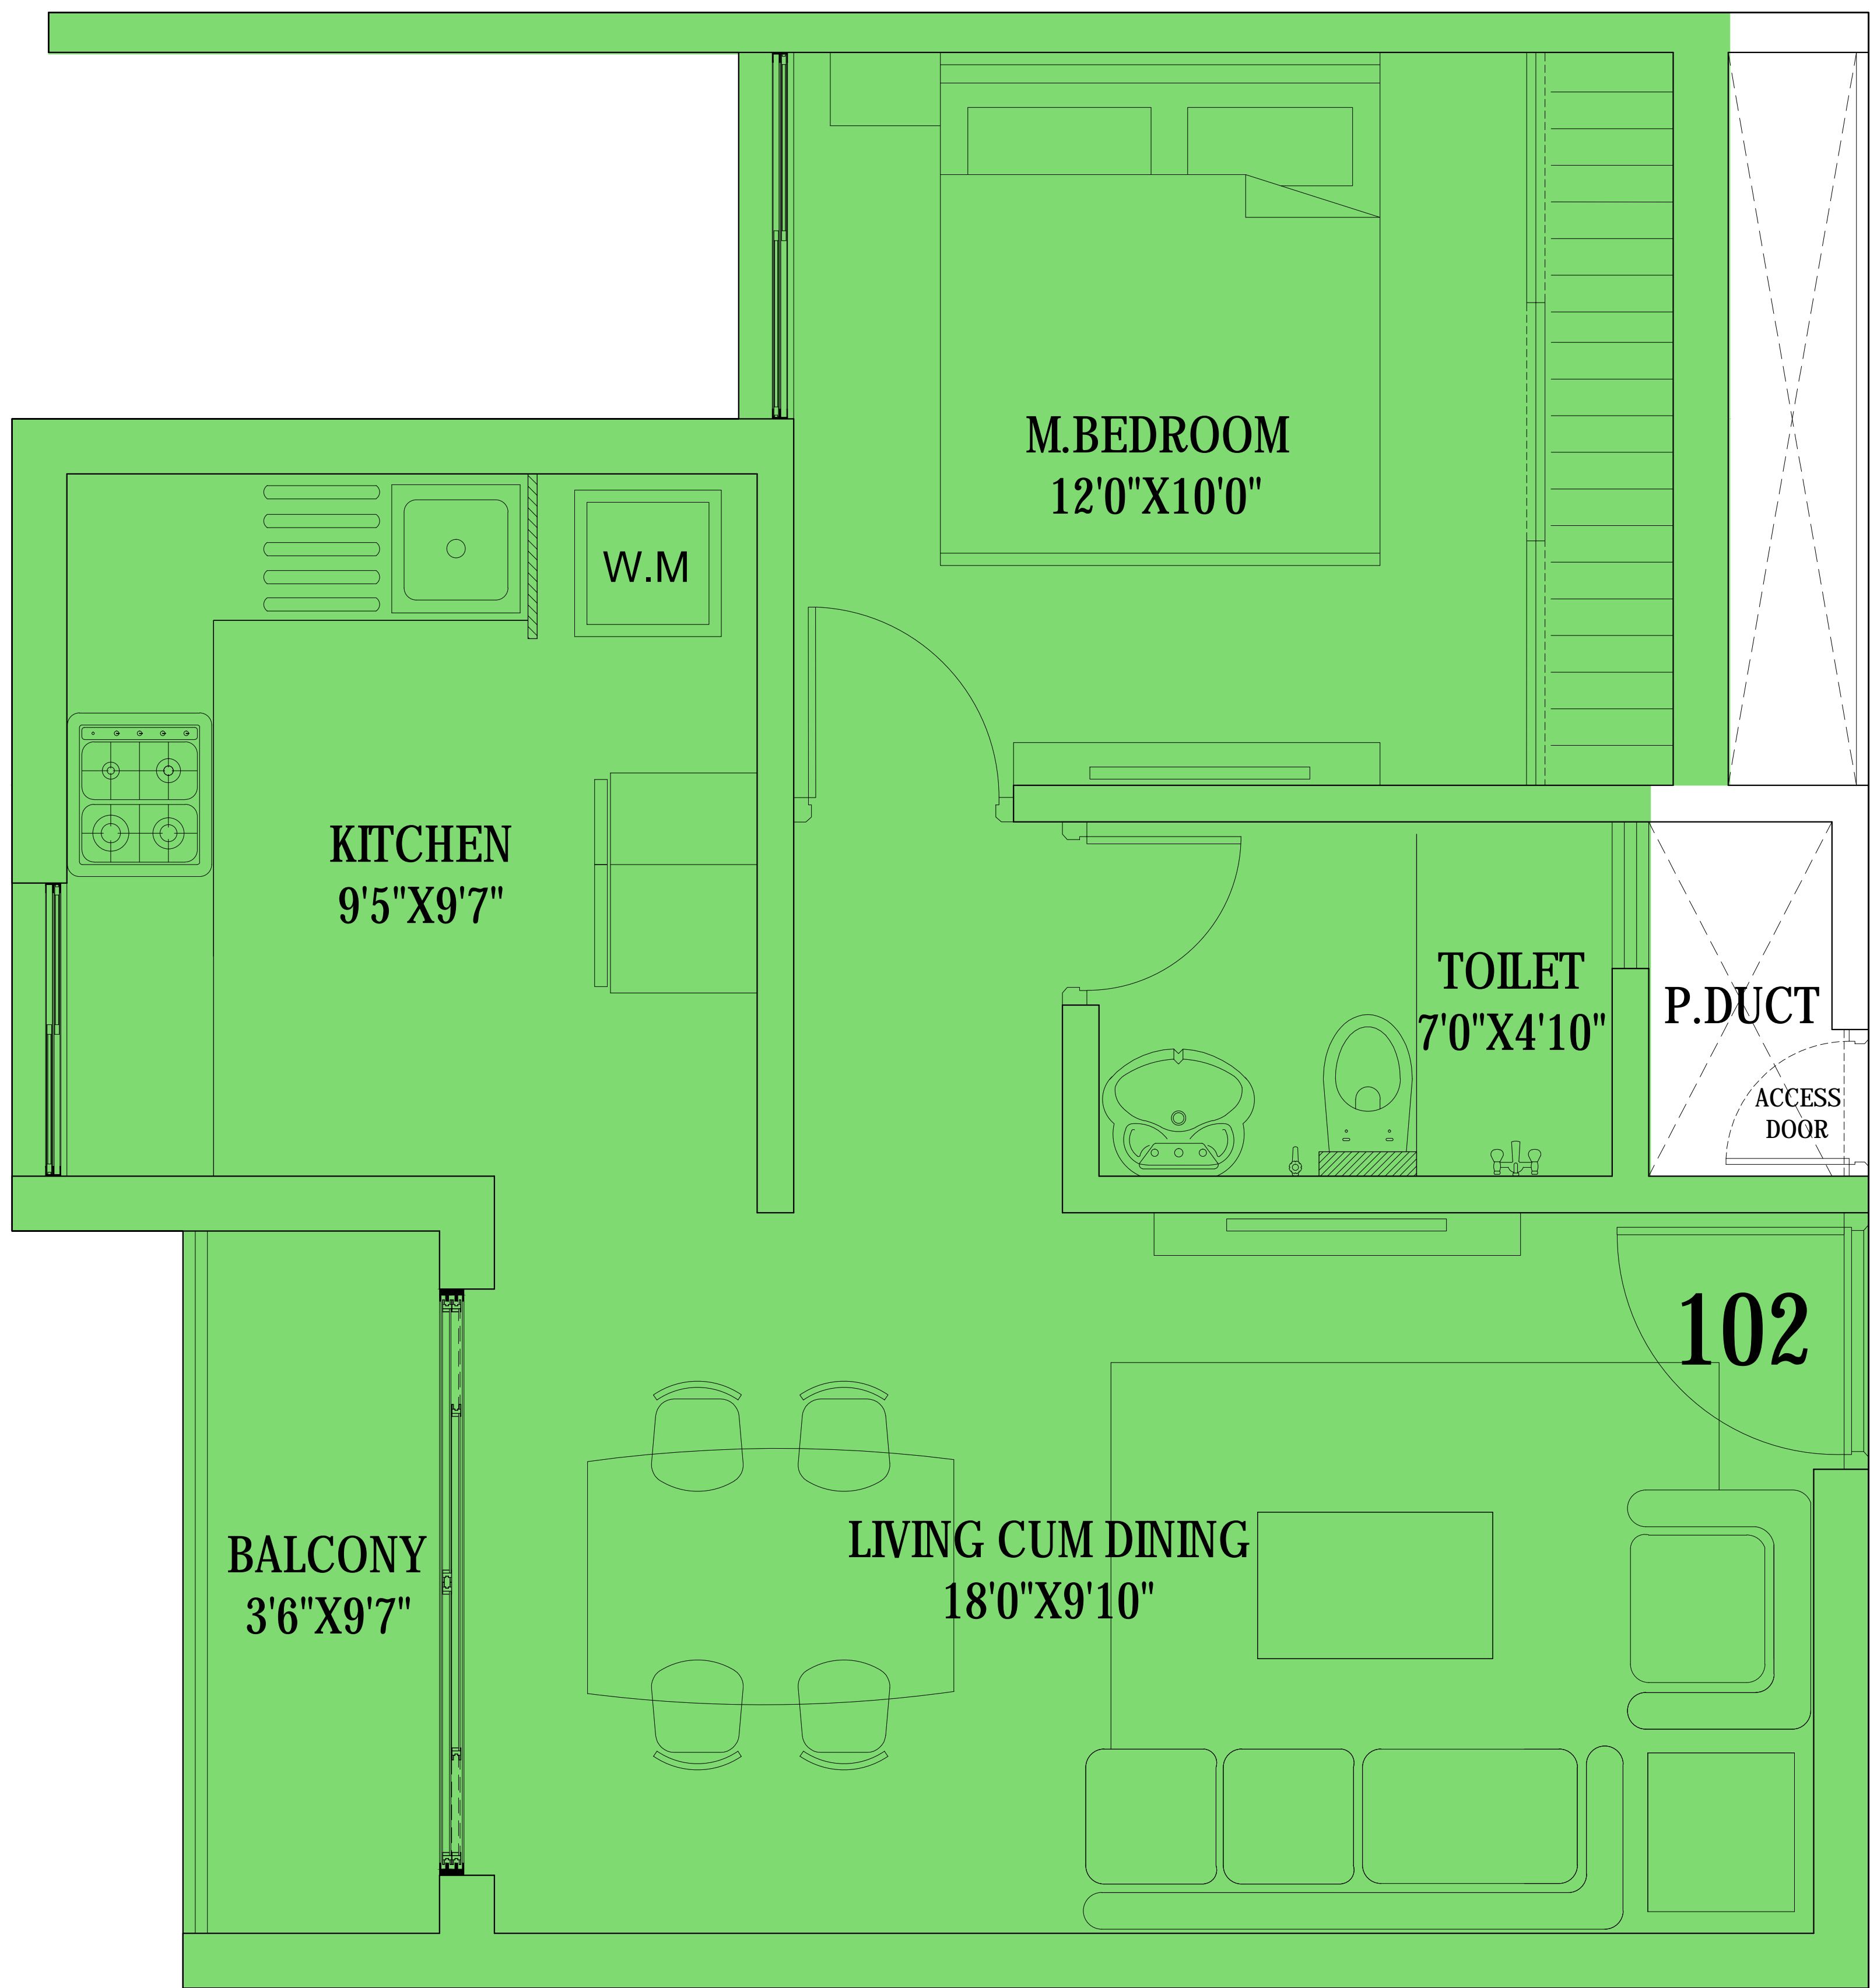 M.BEDROOM
12'0"X10'0"
W.M
KITCHEN
9'5"X9'7"
TOILET
7'0"X4'10"
P.DUCT
ACCESS
DOOR
102
BALCONY
3'6"X9'7"
LIVING CUM DINING
18'0"X9'10"